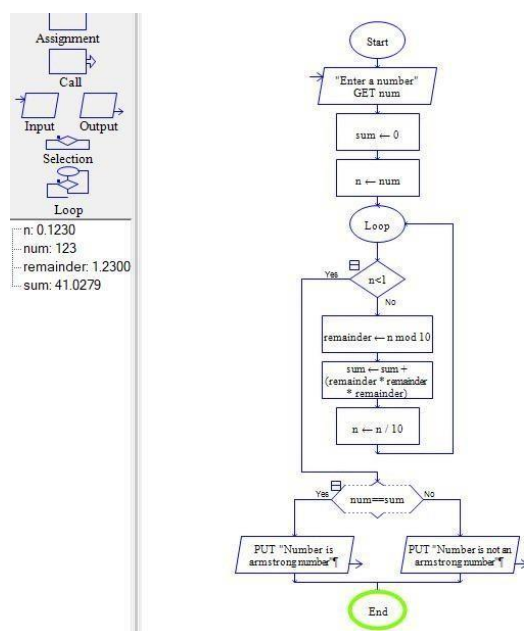 Assignment
Call
Input Output
Selection
Loop
n: 0.1230
num: 123
remainder: 1.2300
sum: 41.0279
Start
"Enter a number"
GET num
sum ← 0
n ← num
Loop
Yes
n<1
No
remainder ← n mod 10
sum ← sum +
(remainder * remainder
* remainder)
n ← n / 10
Yes
num==sum
No
PUT "Number is
armstrong number"¶
PUT "Number is not an
armstrong number"¶
End